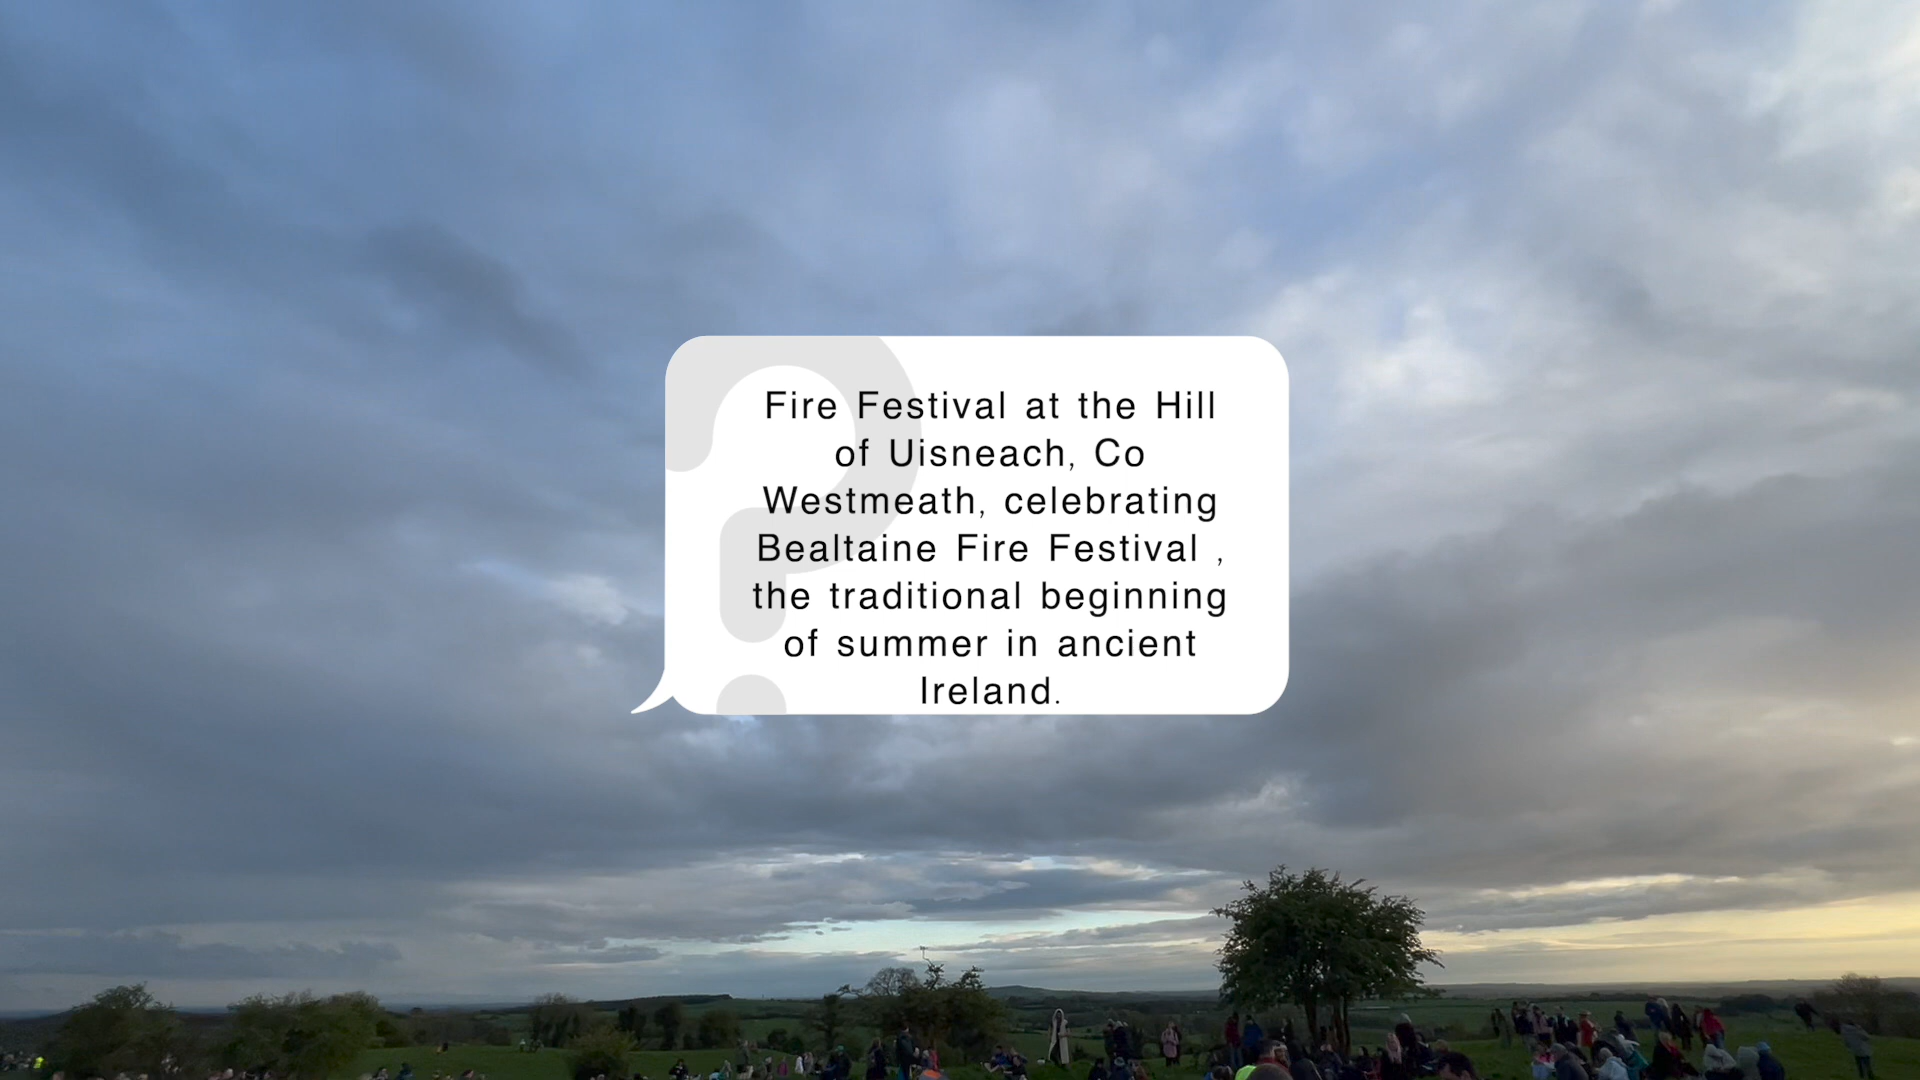 Fire Festival at the Hill
of Uisneach, Co
Westmeath, celebrating
Bealtaine Fire Festival ,
the traditional beginning
of summer in ancient
Ireland.